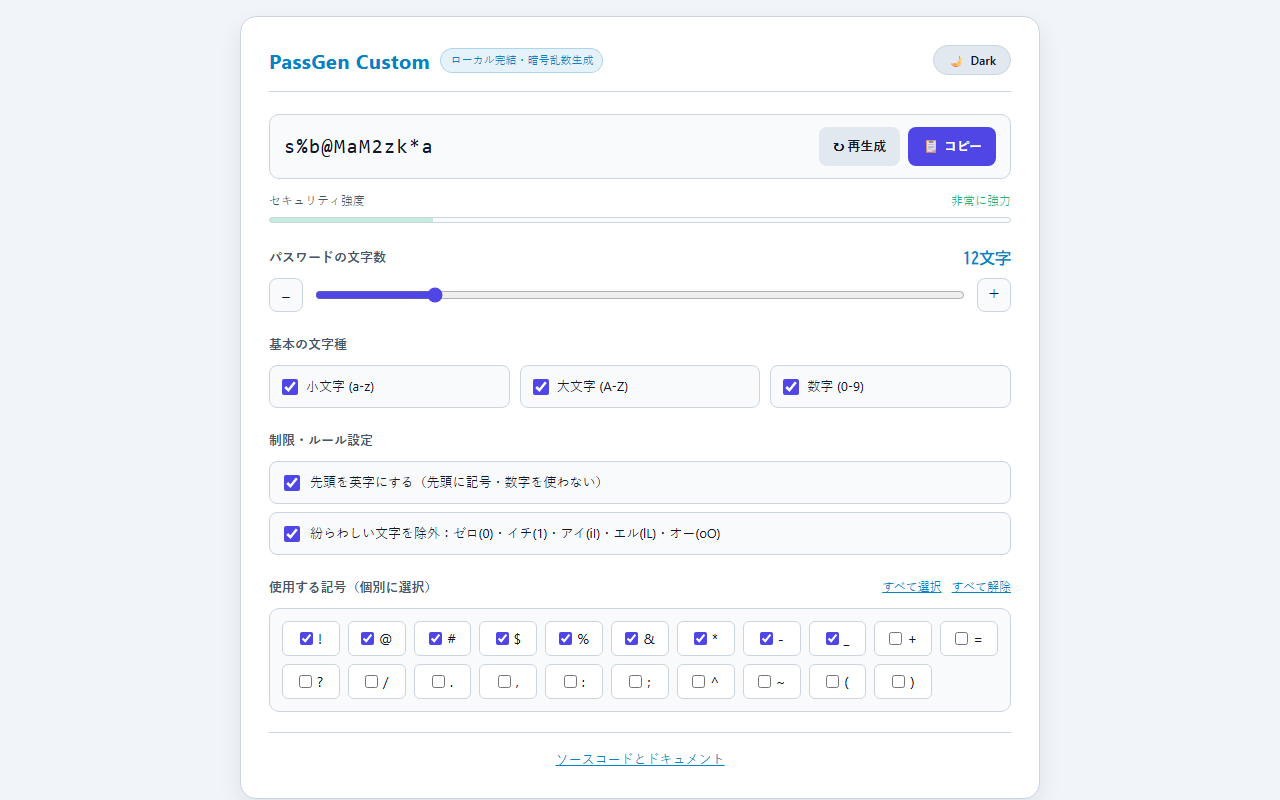 PassGen Custom ローカル完結・暗号乱数生成 🌙 Dark
s%b@MaM2zk*a ↻ 再生成 📋 コピー
セキュリティ強度 非常に強力
パスワードの文字数 12文字
− +
基本の文字種
小文字 (a-z) 大文字 (A-Z) 数字 (0-9)
制限・ルール設定
先頭を英字にする（先頭に記号・数字を使わない）
紛らわしい文字を除外：ゼロ(0)・イチ(1)・アイ(iI)・エル(lL)・オー(oO)
使用する記号（個別に選択） すべて選択 すべて解除
! @ # $ % & * - _ + =
? / . , : ; ^ ~ ( )
ソースコードとドキュメント